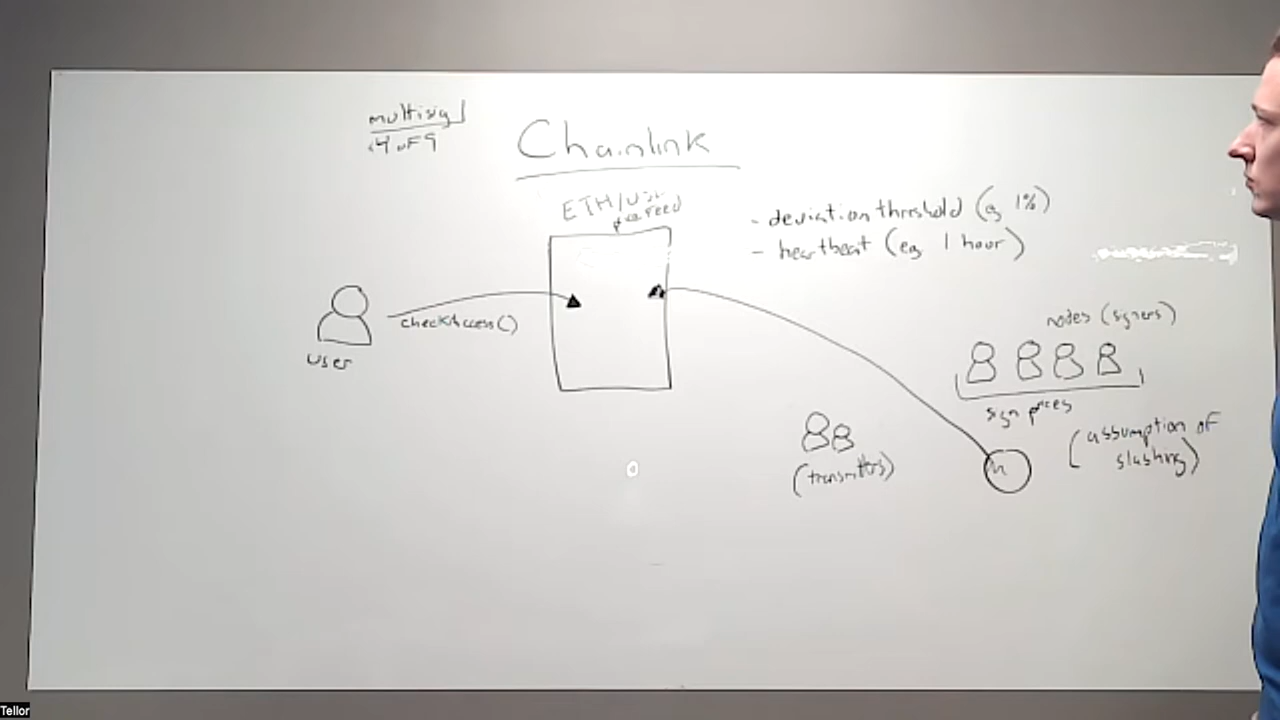 multisig
4 of 9
Chainlink
ETH/USD
feed
- deviation threshold (eg 1%)
- heartbeat (eg 1 hour)
checkAccess()
user
nodes (signers)
sign prices
(assumption of
slashing)
(transmitters)
Tellor